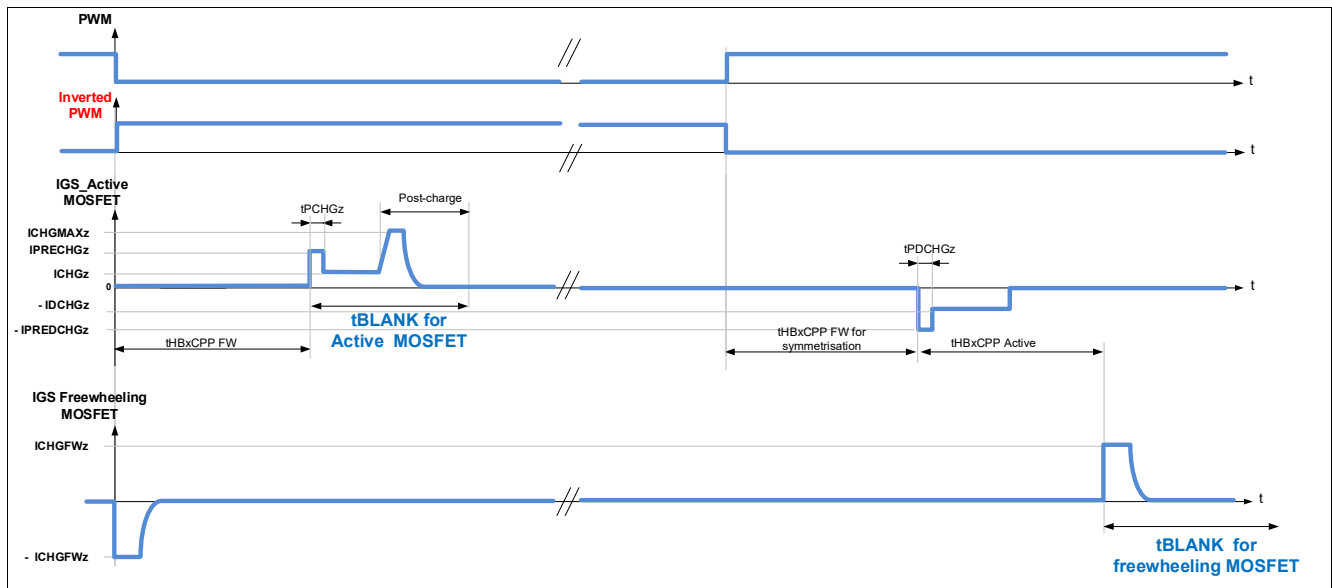 PWM
t
Inverted
PWM
t
IGS_Active
MOSFET
tPCHGz
Post-charge
ICHGMAXz
IPRECHGz
ICHGz
0
t
tPDCHGz
- IDCHGz
- IPREDCHGz
tBLANK for
Active MOSFET
tHBxCPP FW
tHBxCPP FW for
symmetrisation
tHBxCPP Active
IGS Freewheeling
MOSFET
ICHGFWz
t
- ICHGFWz
tBLANK for
freewheeling MOSFET